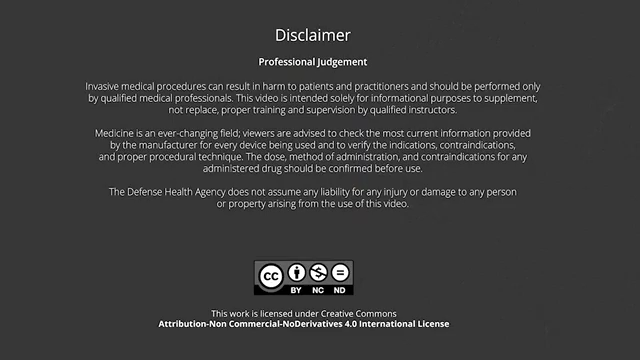 Disclaimer
Professional Judgement
Invasive medical procedures can result in harm to patients and practitioners and should be performed only
by qualified medical professionals. This video is intended solely for informational purposes to supplement,
not replace, proper training and supervision by qualified instructors.
Medicine is an ever-changing field; viewers are advised to check the most current information provided
by the manufacturer for every device being used and to verify the indications, contraindications,
and proper procedural technique. The dose, method of administration, and contraindications for any
administered drug should be confirmed before use.
The Defense Health Agency does not assume any liability for any injury or damage to any person
or property arising from the use of this video.
CC
BY NC ND
This work is licensed under Creative Commons
Attribution-Non Commercial-NoDerivatives 4.0 International License